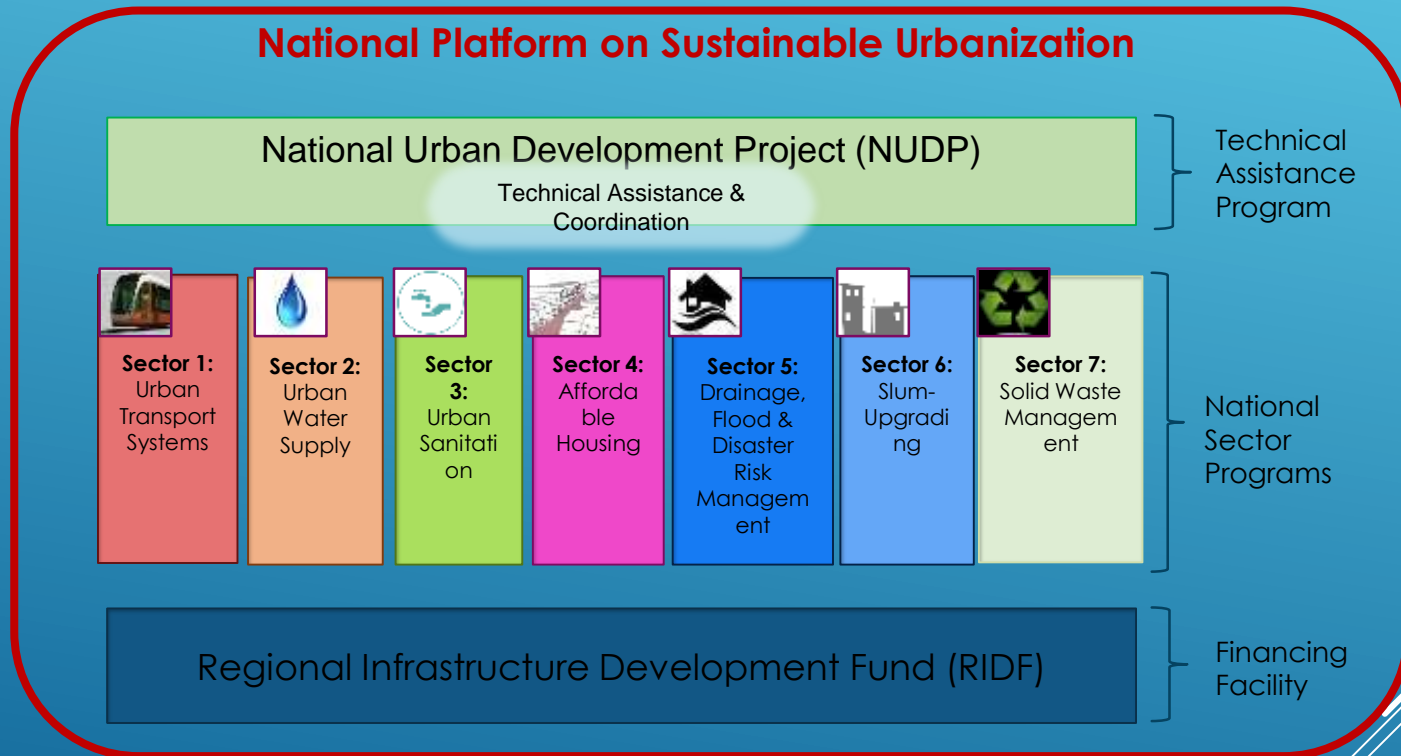 National Platform on Sustainable Urbanization
National Urban Development Project (NUDP)
Technical Assistance &
Coordination
Technical
Assistance
Program
Sector 1:
Urban
Transport
Systems
Sector 2:
Urban
Water
Supply
Sector
3:
Urban
Sanitati
on
Sector 4:
Afforda
ble
Housing
Sector 5:
Drainage,
Flood &
Disaster
Risk
Managem
ent
Sector 6:
Slum-
Upgradi
ng
Sector 7:
Solid Waste
Managem
ent
National
Sector
Programs
Regional Infrastructure Development Fund (RIDF)
Financing
Facility